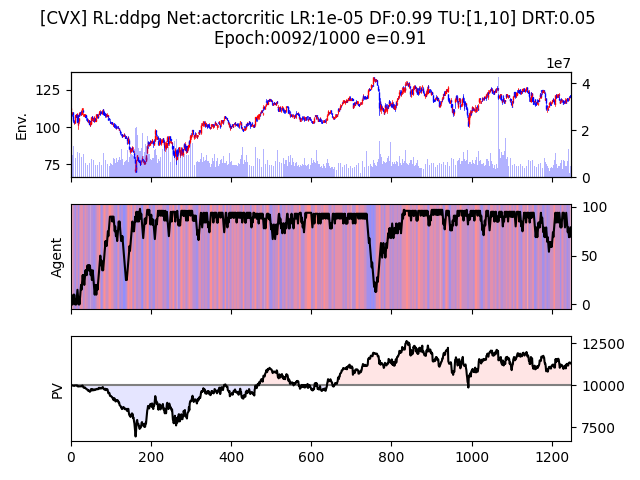 [CVX] RL:ddpg Net:actorcritic LR:1e-05 DF:0.99 TU:[1,10] DRT:0.05
Epoch:0092/1000 e=0.91
1e7
125
100
75
Env.
4
2
0
Agent
100
50
0
PV
12500
10000
7500
0 200 400 600 800 1000 1200